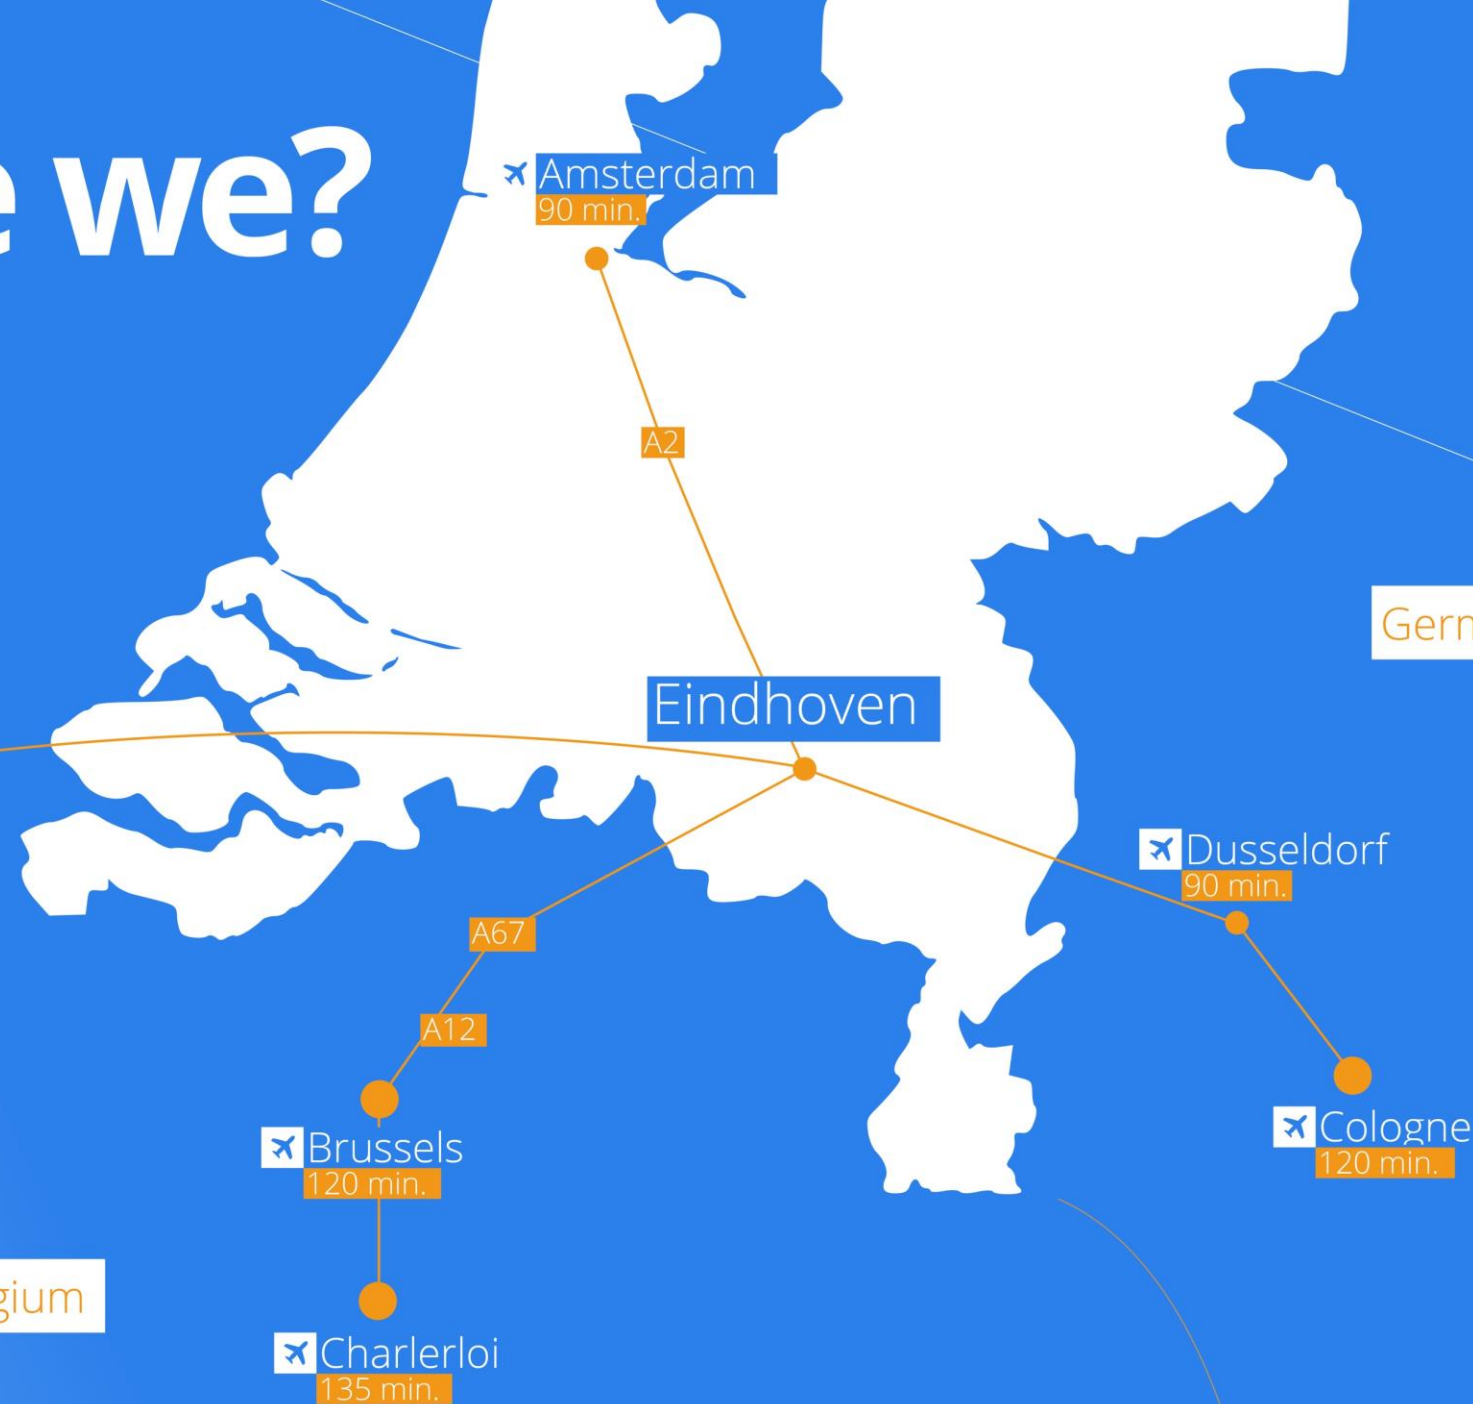 e we?
Amsterdam
90 min.
A2
Germ
Eindhoven
Dusseldorf
90 min.
A67
A12
Brussels
120 min.
Cologne
120 min.
gium
Charlerloi
135 min.